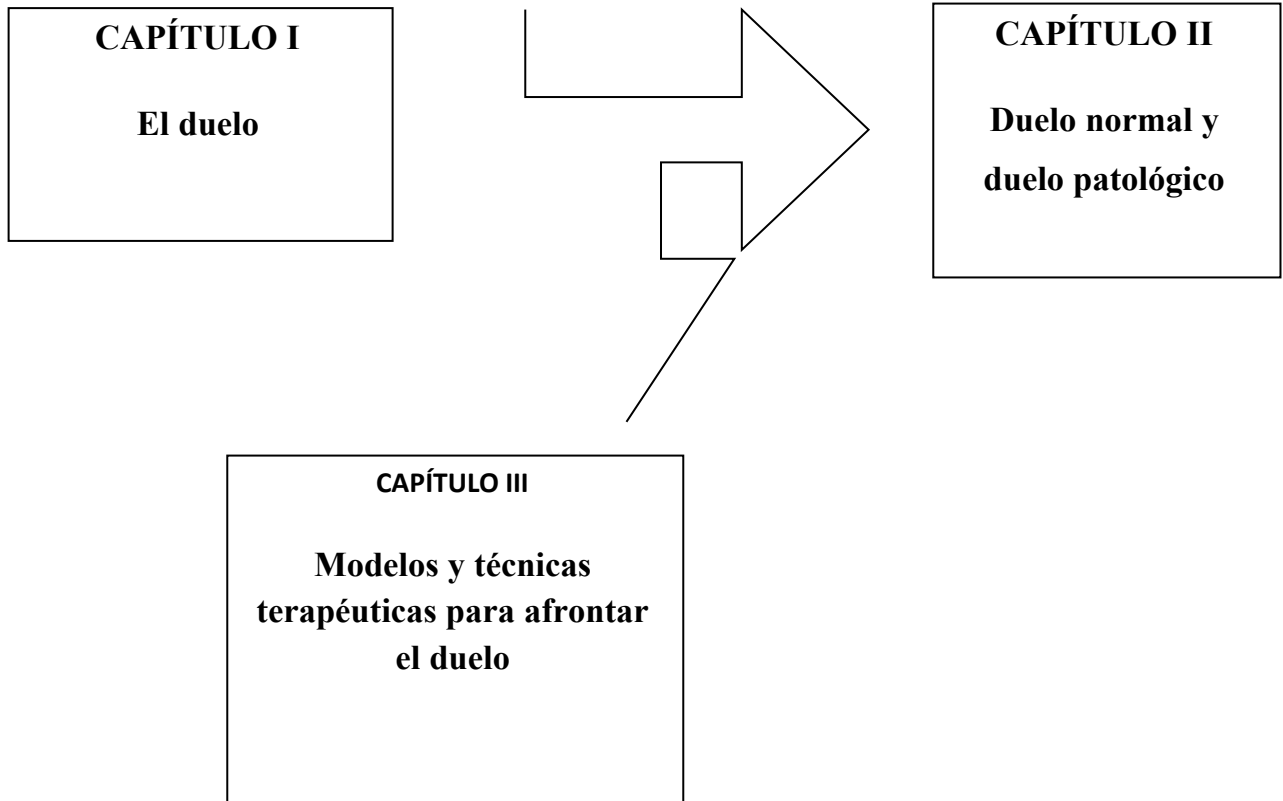 CAPÍTULO I
El duelo
CAPÍTULO II
Duelo normal y
duelo patológico
CAPÍTULO III
Modelos y técnicas
terapéuticas para afrontar
el duelo